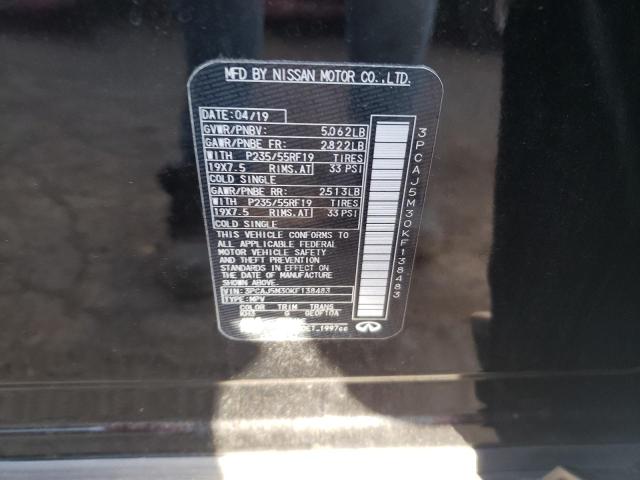 MFD BY NISSAN MOTOR CO.,LTD.
DATE: 04/19
GVWR/PNBV: 5,062LB
GAWR/PNBE FR: 2,822LB
WITH P235/55RF19 TIRES
19X7.5 RIMS,AT 33 PSI
COLD SINGLE
GAWR/PNBE RR: 2,513LB
WITH P235/55RF19 TIRES
19X7.5 RIMS,AT 33 PSI
COLD SINGLE
THIS VEHICLE CONFORMS TO
ALL APPLICABLE FEDERAL
MOTOR VEHICLE SAFETY
AND THEFT PREVENTION
STANDARDS IN EFFECT ON
THE DATE OF MANUFACTURE
SHOWN ABOVE.
VIN: 3PCAJ5M30KF138483
TYPE: MPV
COLOR TRIM TRANS
KH3 G
1997cc
3PCAJ5M30KF138483